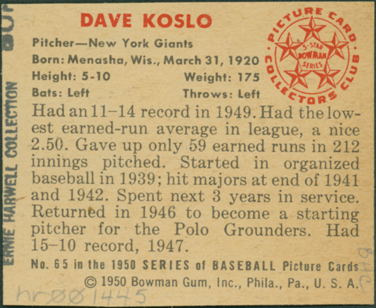 DAVE KOSLO
Pitcher—New York Giants
Born: Menasha, Wis., March 31, 1920
Height: 5-10 Weight: 175
Bats: Left Throws: Left
PICTURE CARD
5-STAR
BOWMAN
SERIES
COLLECTORS CLUB
Had an 11-14 record in 1949. Had the low-
est earned-run average in league, a nice
2.50. Gave up only 59 earned runs in 212
innings pitched. Started in organized
baseball in 1939; hit majors at end of 1941
and 1942. Spent next 3 years in service.
Returned in 1946 to become a starting
pitcher for the Polo Grounders. Had
15-10 record, 1947.
No. 65 in the 1950 SERIES of BASEBALL Picture Cards
© 1950 Bowman Gum, Inc., Phila., Pa., U. S. A.
ERNIE HARWELL COLLECTION
hr001445